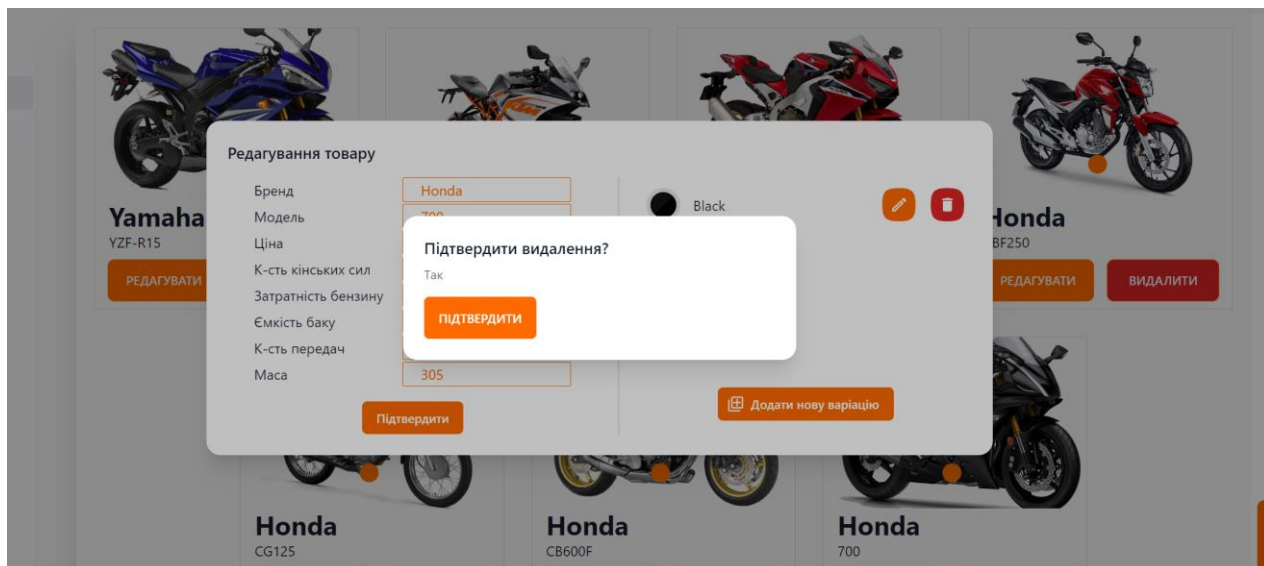 Редагування товару
Бренд
Honda
Модель
700
Ціна
К-сть кінських сил
Затратність бензину
Ємкість баку
К-сть передач
Маса
305
Підтвердити
Black
Додати нову варіацію
Підтвердити видалення?
Так
ПІДТВЕРДИТИ
Yamaha
YZF-R15
РЕДАГУВАТИ
Honda
BF250
РЕДАГУВАТИ
ВИДАЛИТИ
Honda
CG125
Honda
CB600F
Honda
700